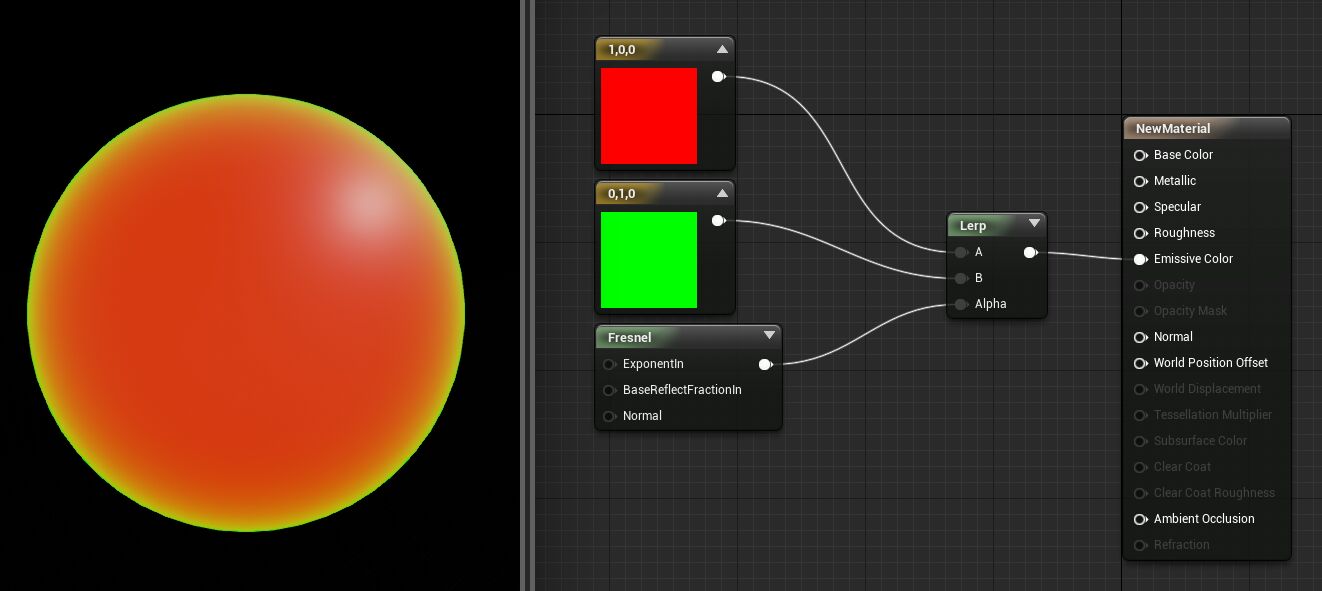 1,0,0
0,1,0
Fresnel
ExponentIn
BaseReflectFractionIn
Normal
Lerp
A
B
Alpha
NewMaterial
Base Color
Metallic
Specular
Roughness
Emissive Color
Opacity
Opacity Mask
Normal
World Position Offset
World Displacement
Tessellation Multiplier
Subsurface Color
Clear Coat
Clear Coat Roughness
Ambient Occlusion
Refraction